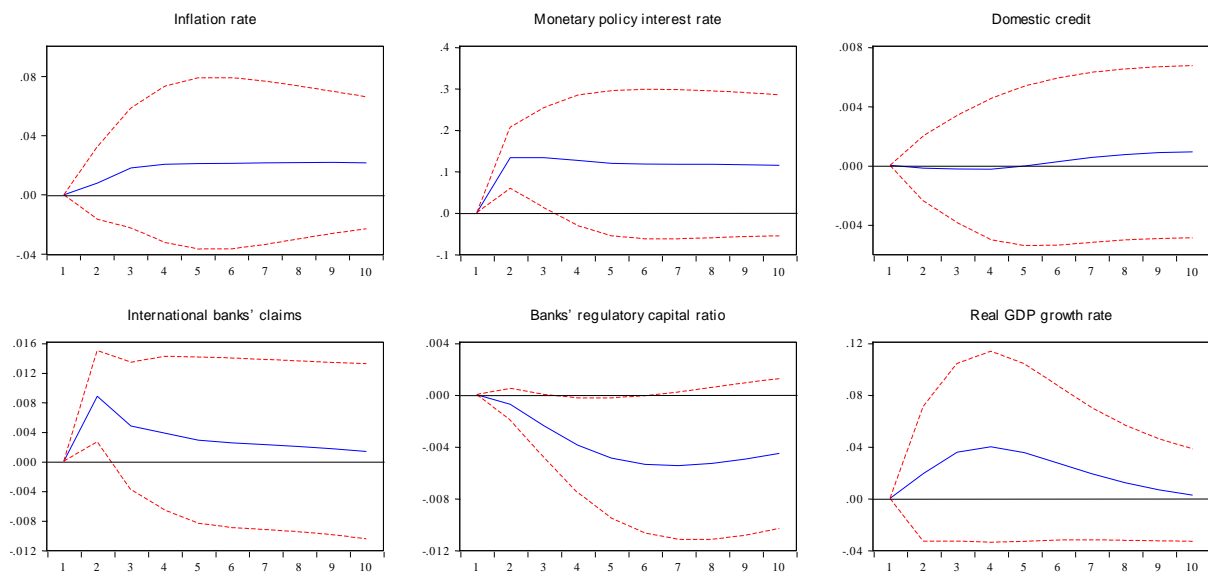 Inflation rate
.08
.04
.00
-.04
1 2 3 4 5 6 7 8 9 10
Monetary policy interest rate
.4
.3
.2
.1
.0
-.1
1 2 3 4 5 6 7 8 9 10
Domestic credit
.008
.004
.000
-.004
1 2 3 4 5 6 7 8 9 10
International banks’ claims
.016
.012
.008
.004
.000
-.004
-.008
-.012
1 2 3 4 5 6 7 8 9 10
Banks’ regulatory capital ratio
.004
.000
-.004
-.008
-.012
1 2 3 4 5 6 7 8 9 10
Real GDP growth rate
.12
.08
.04
.00
-.04
1 2 3 4 5 6 7 8 9 10